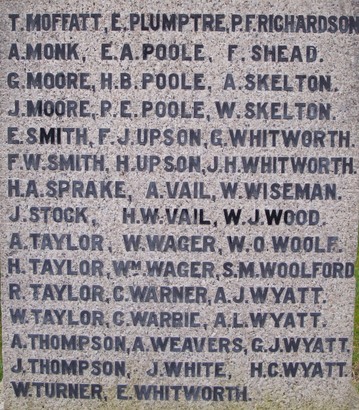 T. MOFFATT, E. PLUMPTRE, P.F. RICHARDSON
A. MONK, E.A. POOLE, F. SHEAD.
G. MOORE, H.B. POOLE, A. SKELTON.
J. MOORE, P.E. POOLE, W. SKELTON.
E. SMITH, F.J. UPSON, G. WHITWORTH.
F.W. SMITH, H. UPSON, J.H. WHITWORTH.
H.A. SPRAKE, A. VAIL, W. WISEMAN.
J. STOCK, H.W. VAIL, W.J. WOOD.
A. TAYLOR, W. WAGER, W.O. WOOLF.
H. TAYLOR, WM. WAGER, S.M. WOOLFORD
R. TAYLOR, C. WARNER, A.J. WYATT.
W. TAYLOR, C. WARBIE, A.L. WYATT.
A. THOMPSON, A. WEAVERS, G.J. WYATT.
J. THOMPSON, J. WHITE, H.C. WYATT.
W. TURNER, E. WHITWORTH.